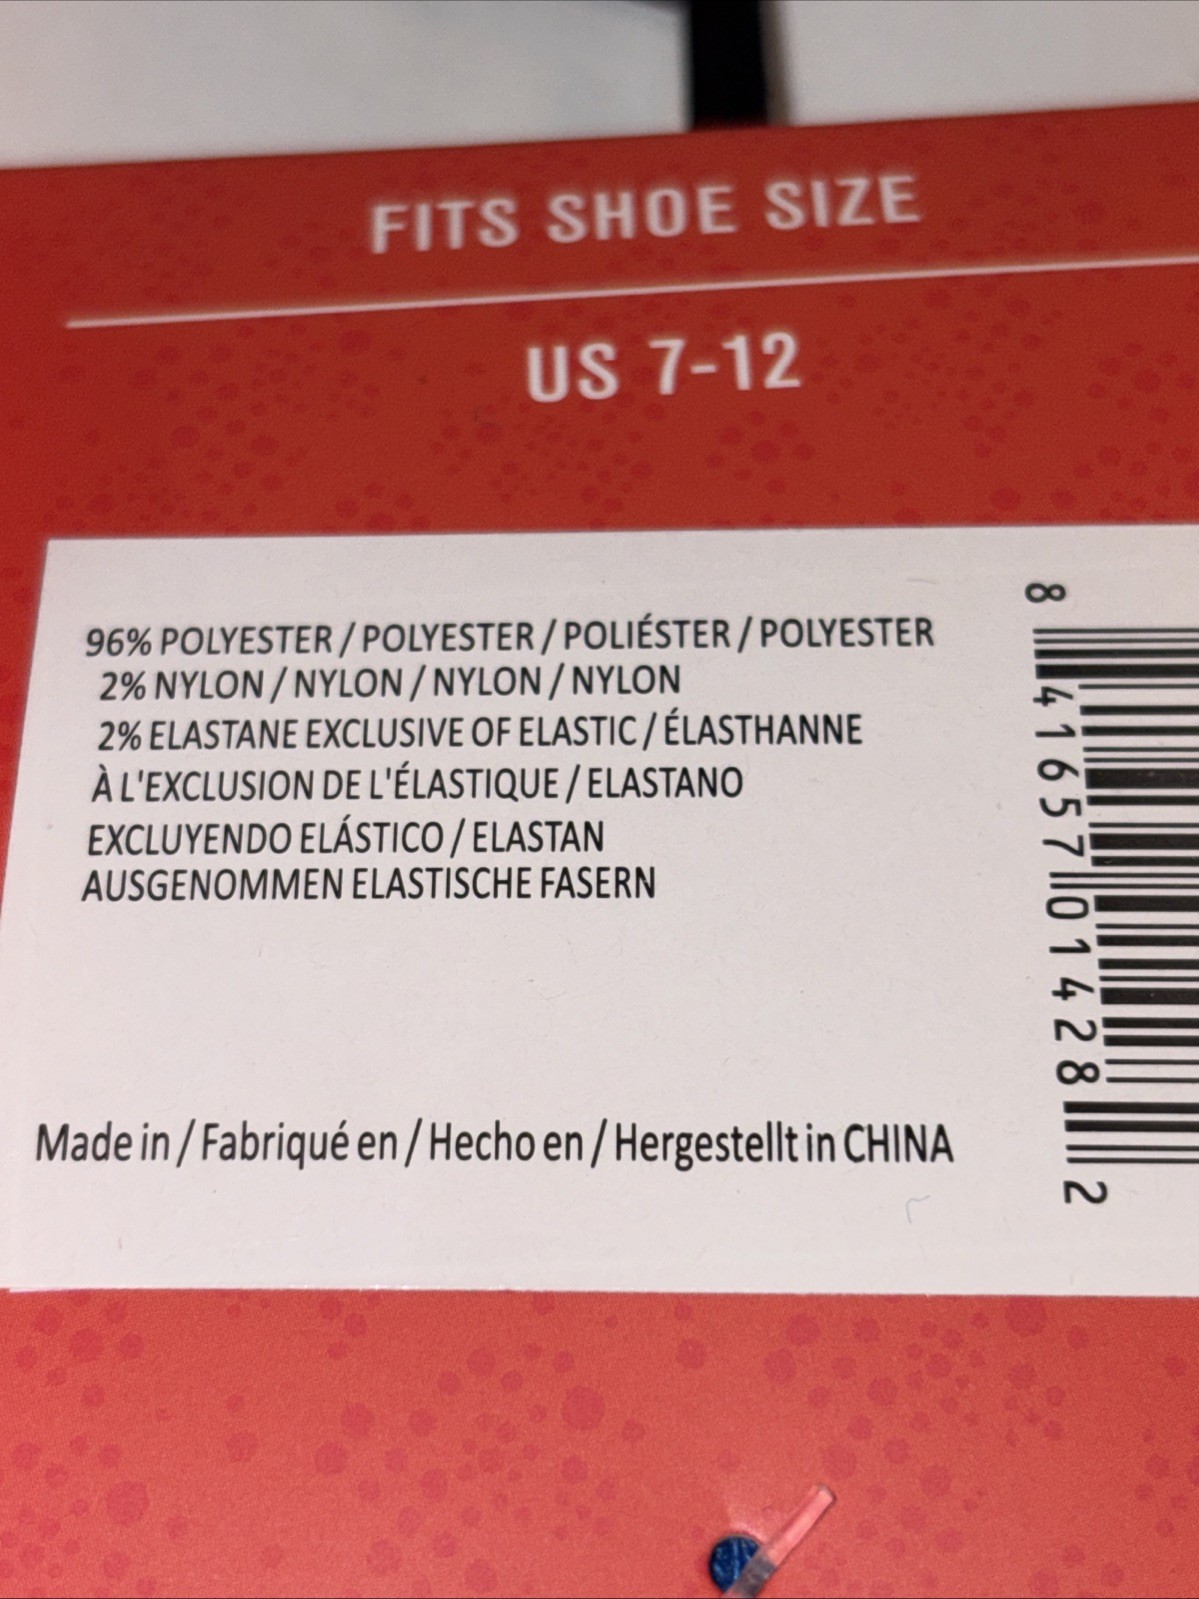 FITS SHOE SIZE
US 7-12
96% POLYESTER / POLYESTER / POLIÉSTER / POLYESTER
2% NYLON / NYLON / NYLON / NYLON
2% ELASTANE EXCLUSIVE OF ELASTIC / ÉLASTHANNE
À L'EXCLUSION DE L'ÉLASTIQUE / ELASTANO
EXCLUYENDO ELÁSTICO / ELASTAN
AUSGENOMMEN ELASTISCHE FASERN
Made in / Fabriqué en / Hecho en / Hergestellt in CHINA
8 41657 01428 2